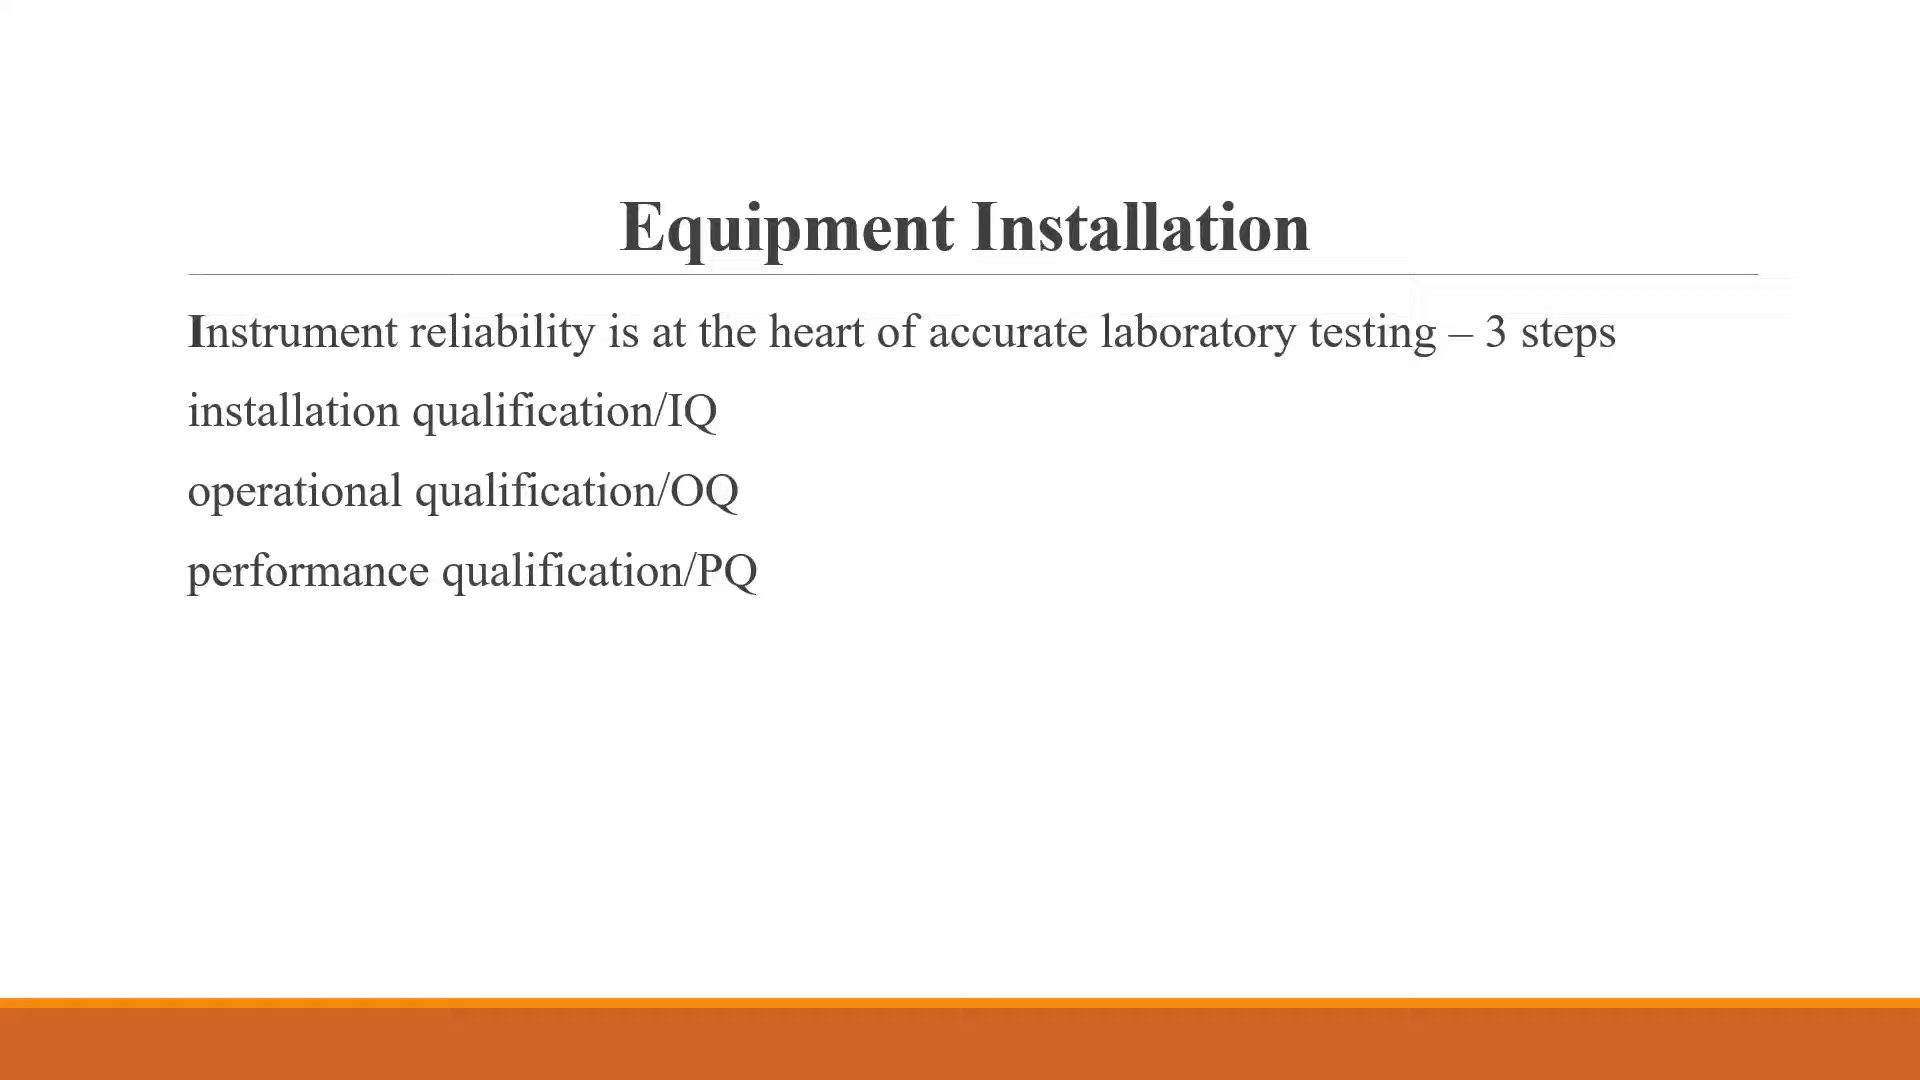 Equipment Installation
Instrument reliability is at the heart of accurate laboratory testing – 3 steps
installation qualification/IQ
operational qualification/OQ
performance qualification/PQ